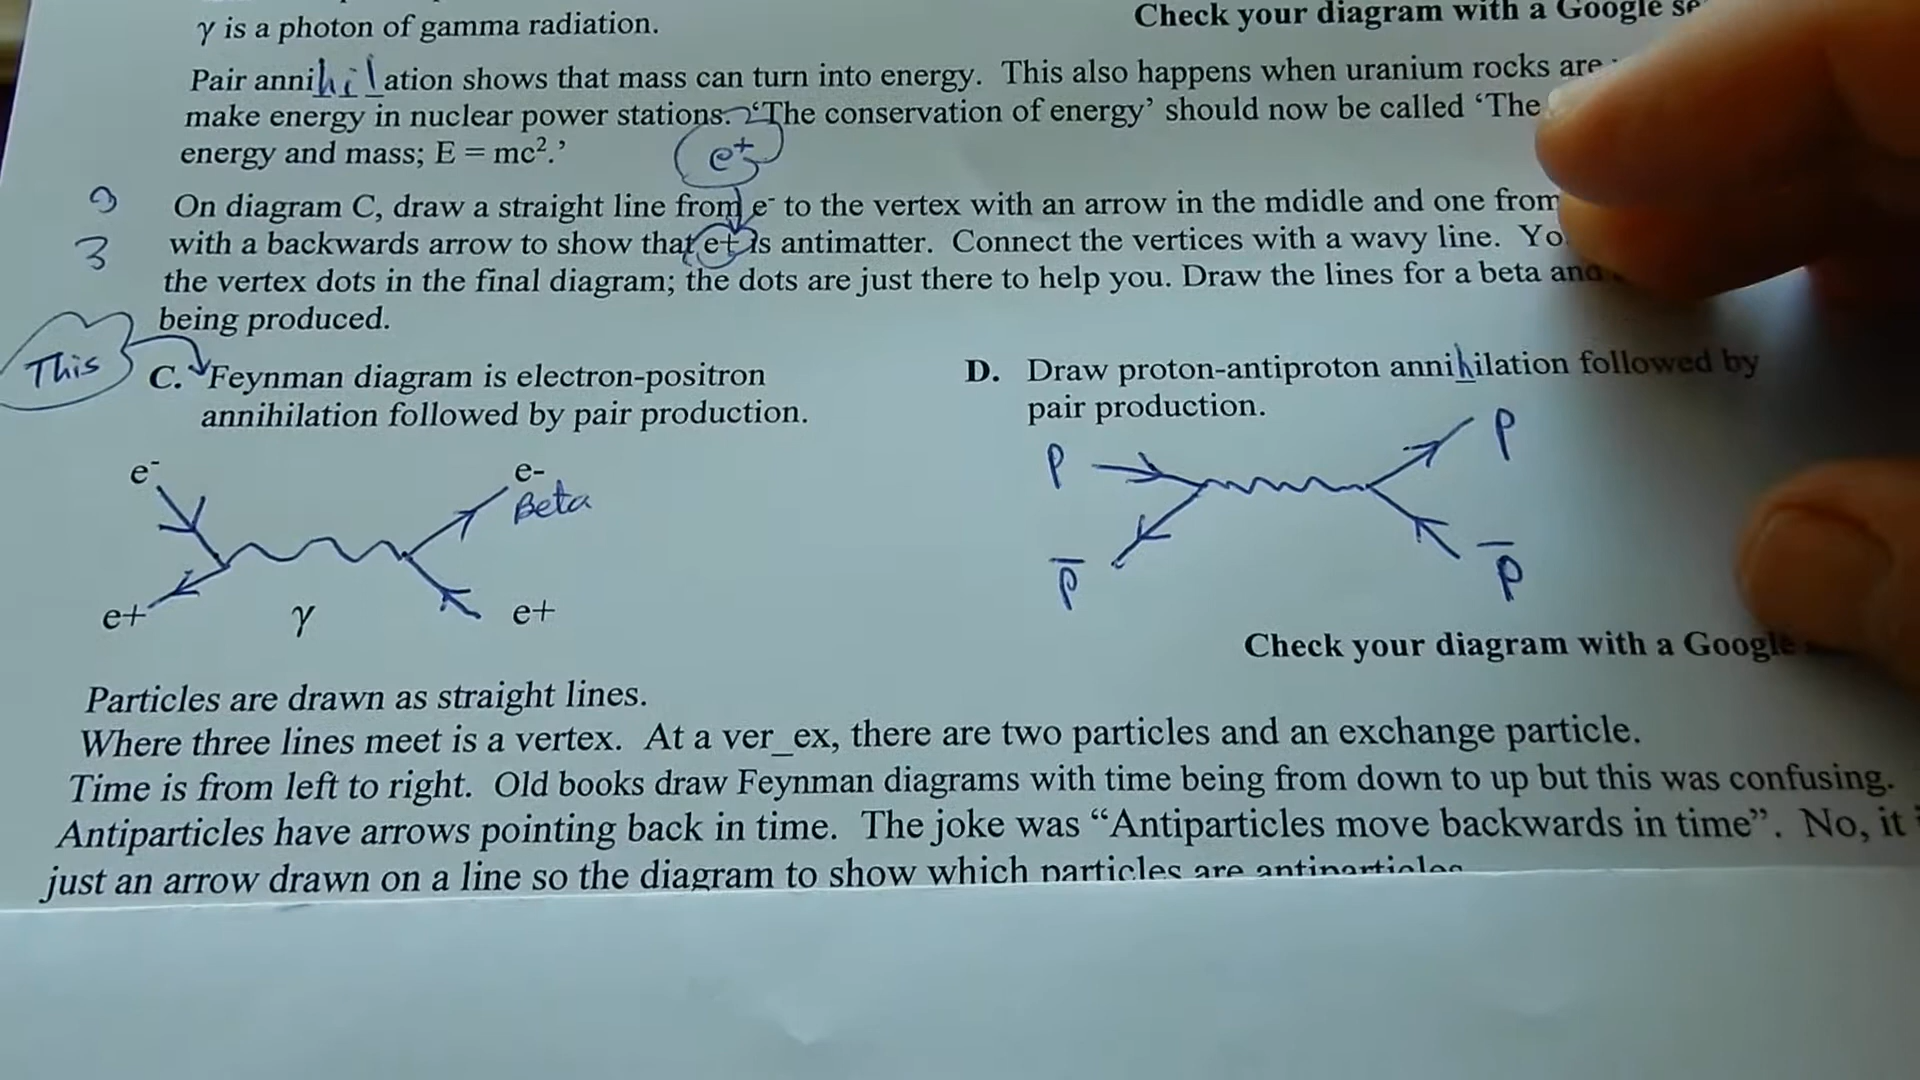 γ is a photon of gamma radiation.
Check your diagram with a Google se
Pair annihilation shows that mass can turn into energy. This also happens when uranium rocks are
make energy in nuclear power stations. ‘The conservation of energy’ should now be called ‘The
energy and mass; E = mc².’
e+
On diagram C, draw a straight line from e- to the vertex with an arrow in the mdidle and one from
3
with a backwards arrow to show that e+ is antimatter. Connect the vertices with a wavy line. Yo
the vertex dots in the final diagram; the dots are just there to help you. Draw the lines for a beta and
being produced.
This
C. Feynman diagram is electron-positron
annihilation followed by pair production.
D. Draw proton-antiproton annihilation followed by
pair production.
e-
e-
Beta
e+
γ
e+
P
P
p̅
p̅
Check your diagram with a Google
Particles are drawn as straight lines.
Where three lines meet is a vertex. At a ver_ex, there are two particles and an exchange particle.
Time is from left to right. Old books draw Feynman diagrams with time being from down to up but this was confusing.
Antiparticles have arrows pointing back in time. The joke was “Antiparticles move backwards in time”. No, it
just an arrow drawn on a line so the diagram to show which particles are antiparticles